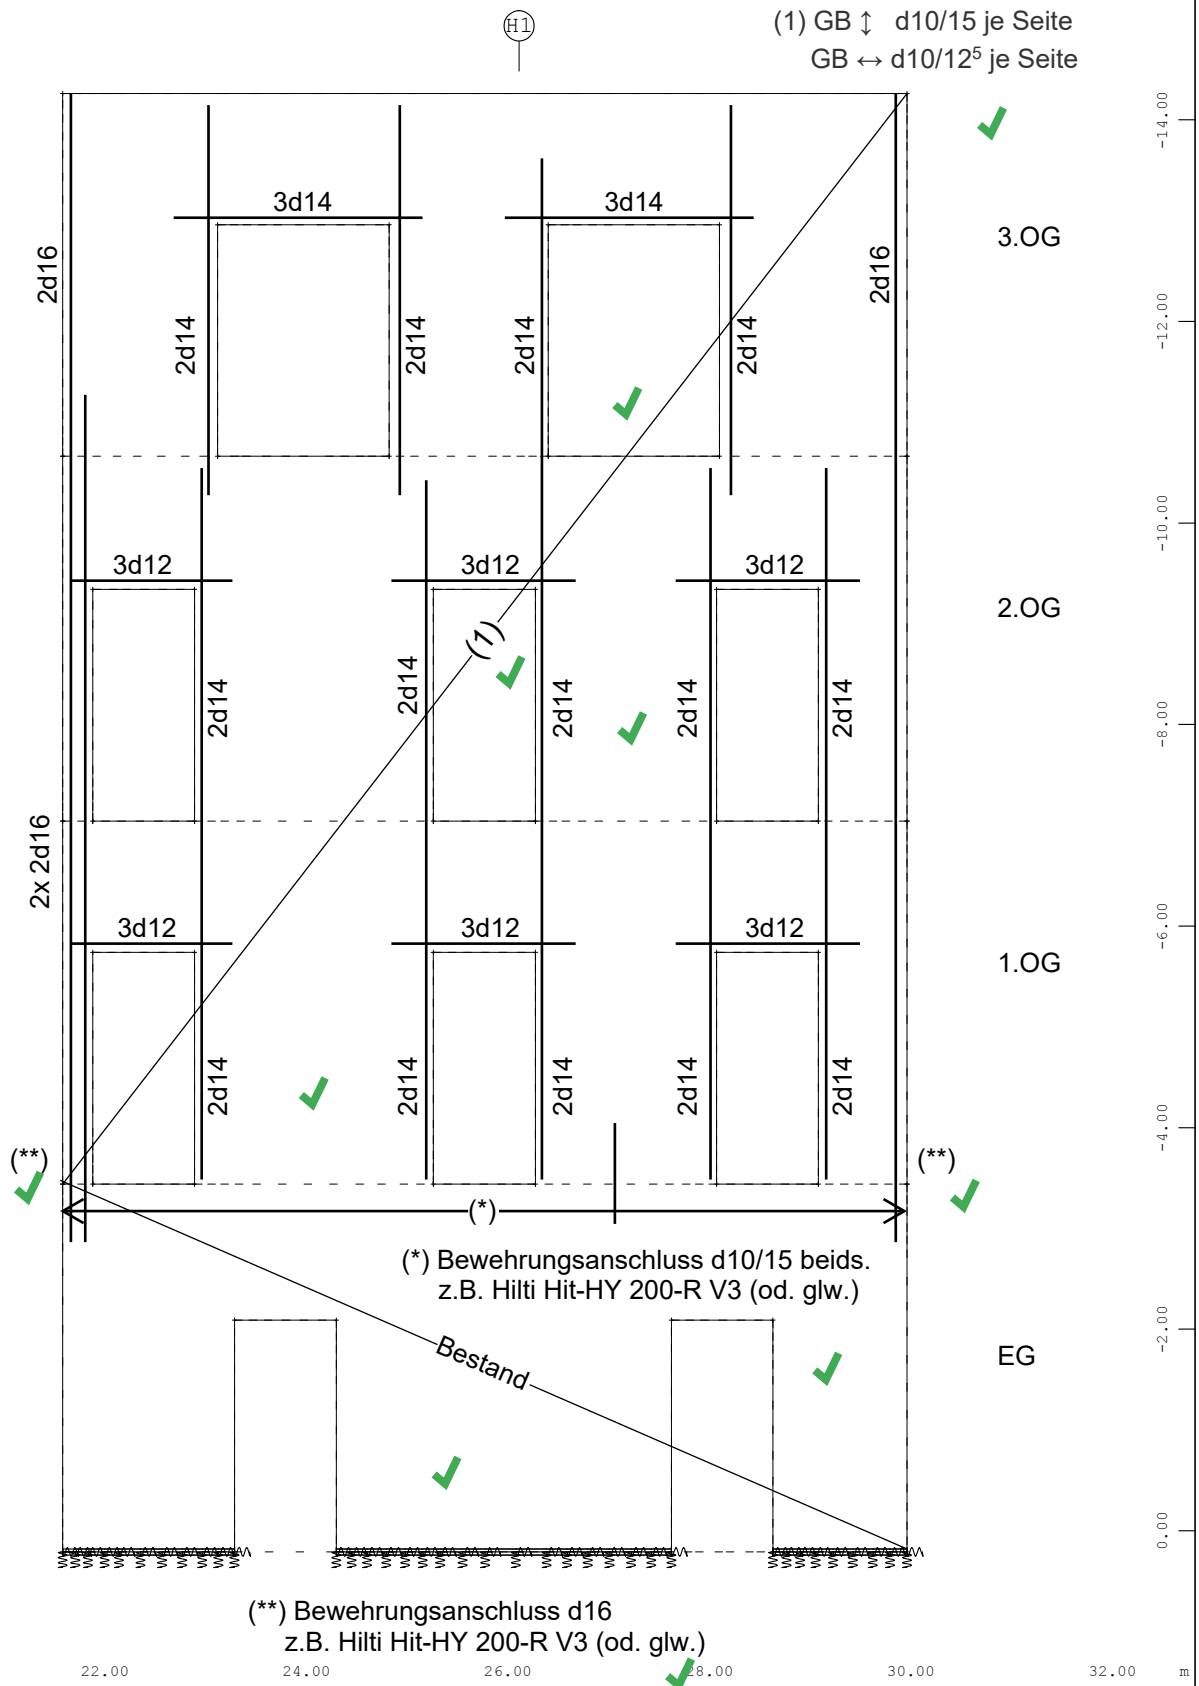 H1
(1) GB ↕ d10/15 je Seite
GB ↔ d10/12⁵ je Seite
-14.00
3d14
3d14
3.OG
2d16
2d16
-12.00
2d14
2d14
2d14
2d14
-10.00
3d12
3d12
3d12
2.OG
(1)
2d14
2d14
2d14
2d14
2d14
-8.00
2x 2d16
3d12
3d12
3d12
-6.00
1.OG
2d14
2d14
2d14
2d14
2d14
-4.00
(**)
(**)
(*)
(*) Bewehrungsanschluss d10/15 beids.
z.B. Hilti Hit-HY 200-R V3 (od. glw.)
-2.00
Bestand
EG
0.00
(**) Bewehrungsanschluss d16
z.B. Hilti Hit-HY 200-R V3 (od. glw.)
22.00 24.00 26.00 28.00 30.00 32.00 m